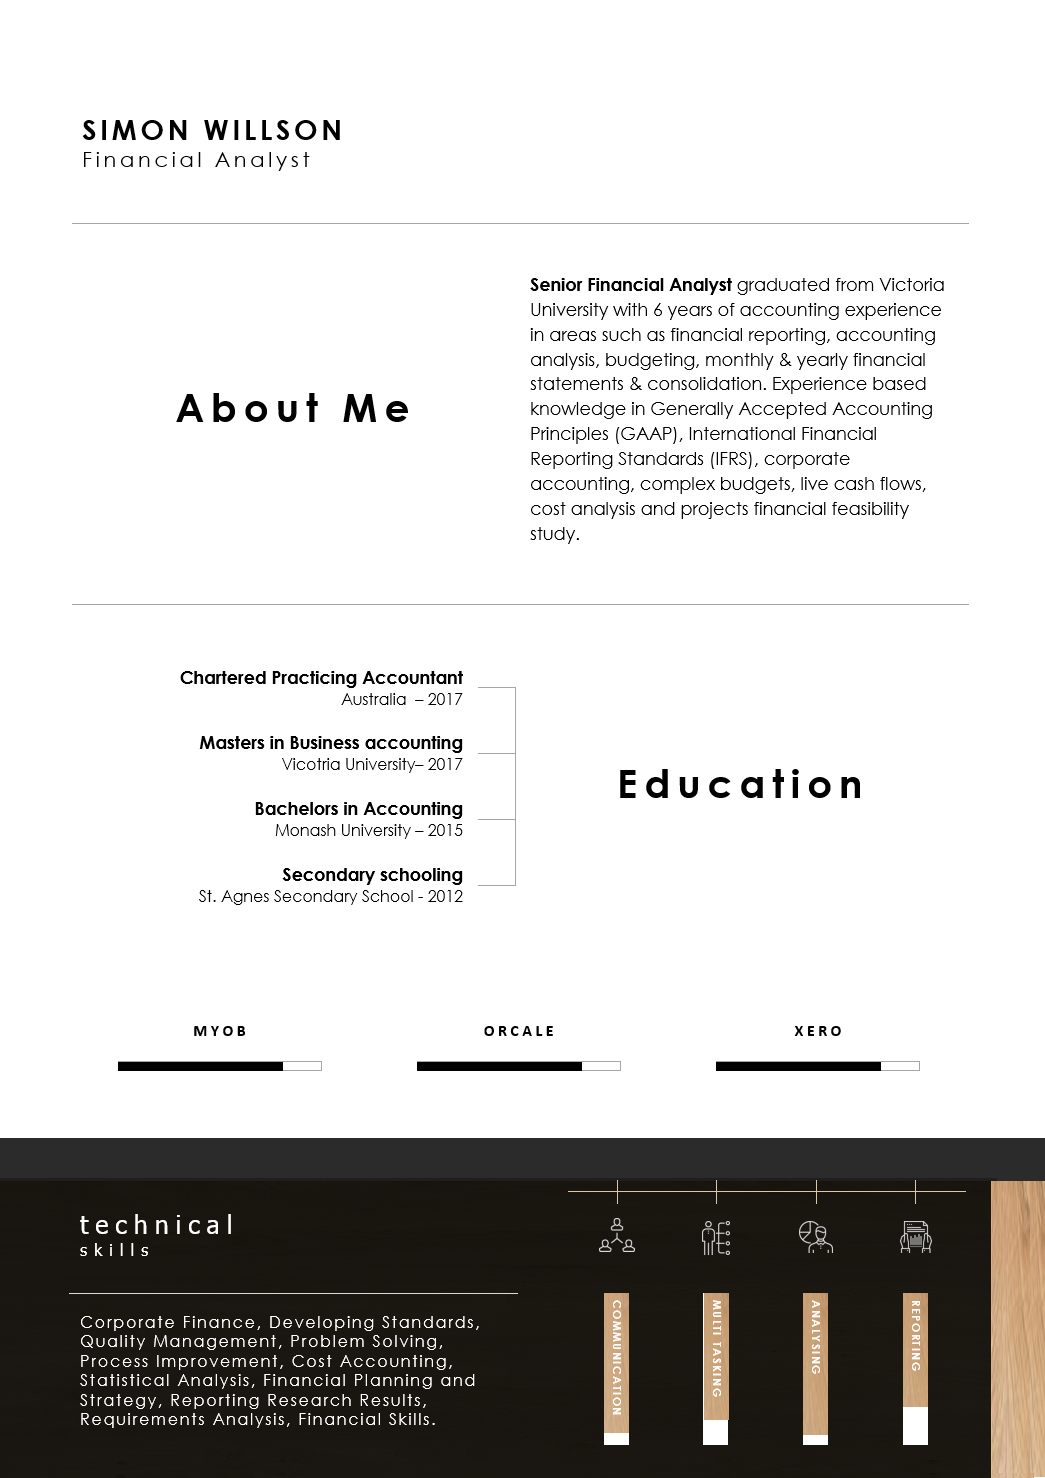 SIMON WILLSON
Financial Analyst
About Me
Senior Financial Analyst graduated from Victoria
University with 6 years of accounting experience
in areas such as financial reporting, accounting
analysis, budgeting, monthly & yearly financial
statements & consolidation. Experience based
knowledge in Generally Accepted Accounting
Principles (GAAP), International Financial
Reporting Standards (IFRS), corporate
accounting, complex budgets, live cash flows,
cost analysis and projects financial feasibility
study.
Chartered Practicing Accountant
Australia – 2017
Masters in Business accounting
Vicotria University– 2017
Bachelors in Accounting
Monash University – 2015
Secondary schooling
St. Agnes Secondary School - 2012
Education
MYOB
ORCALE
XERO
technical
skills
Corporate Finance, Developing Standards,
Quality Management, Problem Solving,
Process Improvement, Cost Accounting,
Statistical Analysis, Financial Planning and
Strategy, Reporting Research Results,
Requirements Analysis, Financial Skills.
COMMUNICATION
MULTI TASKING
ANALYSING
REPORTING